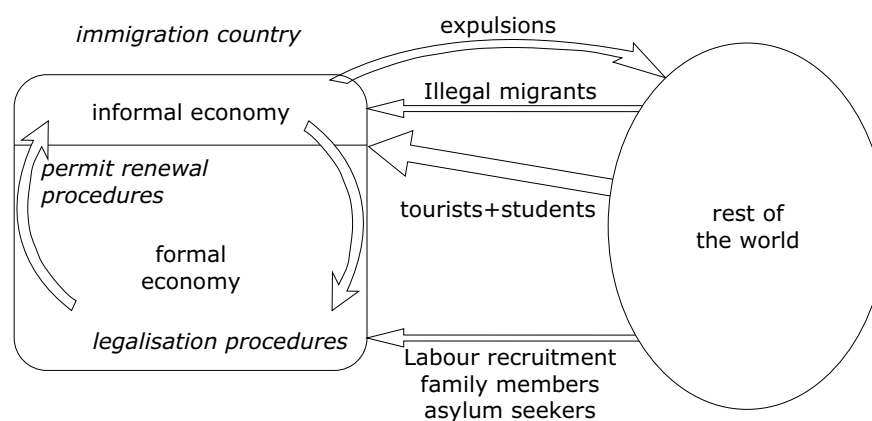 expulsions
immigration country
Illegal migrants
informal economy
permit renewal
procedures
tourists+students
rest of
the world
formal
economy
legalisation procedures
Labour recruitment
family members
asylum seekers